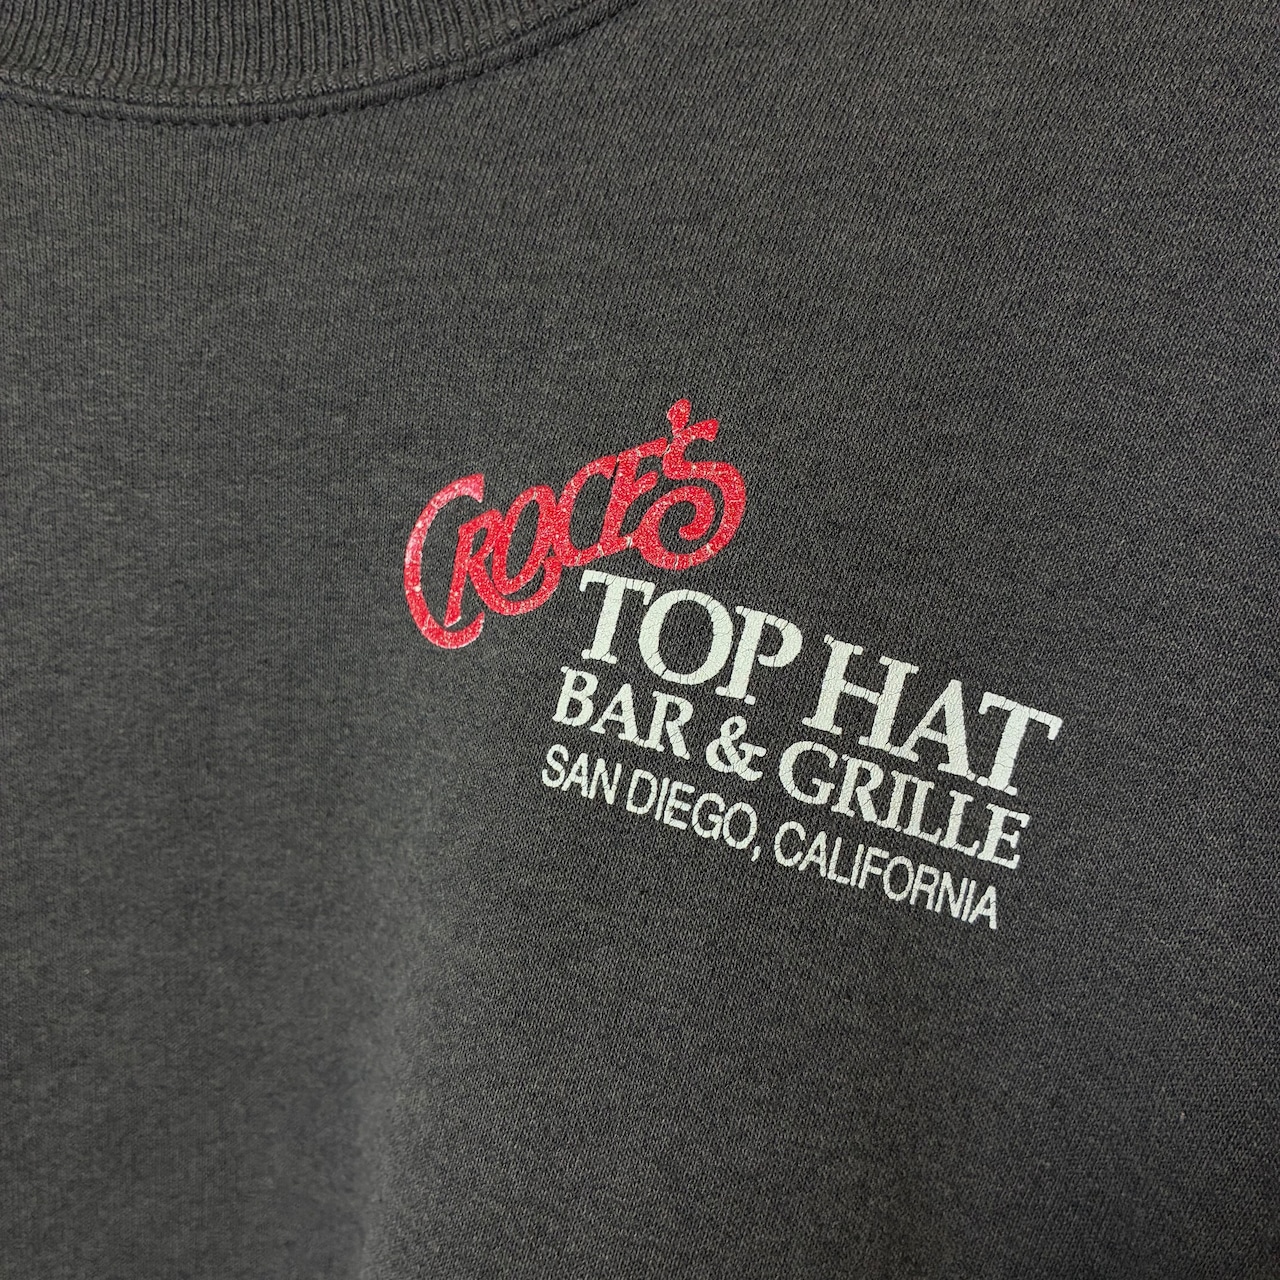 CROCE'S
TOP HAT
BAR & GRILLE
SAN DIEGO, CALIFORNIA